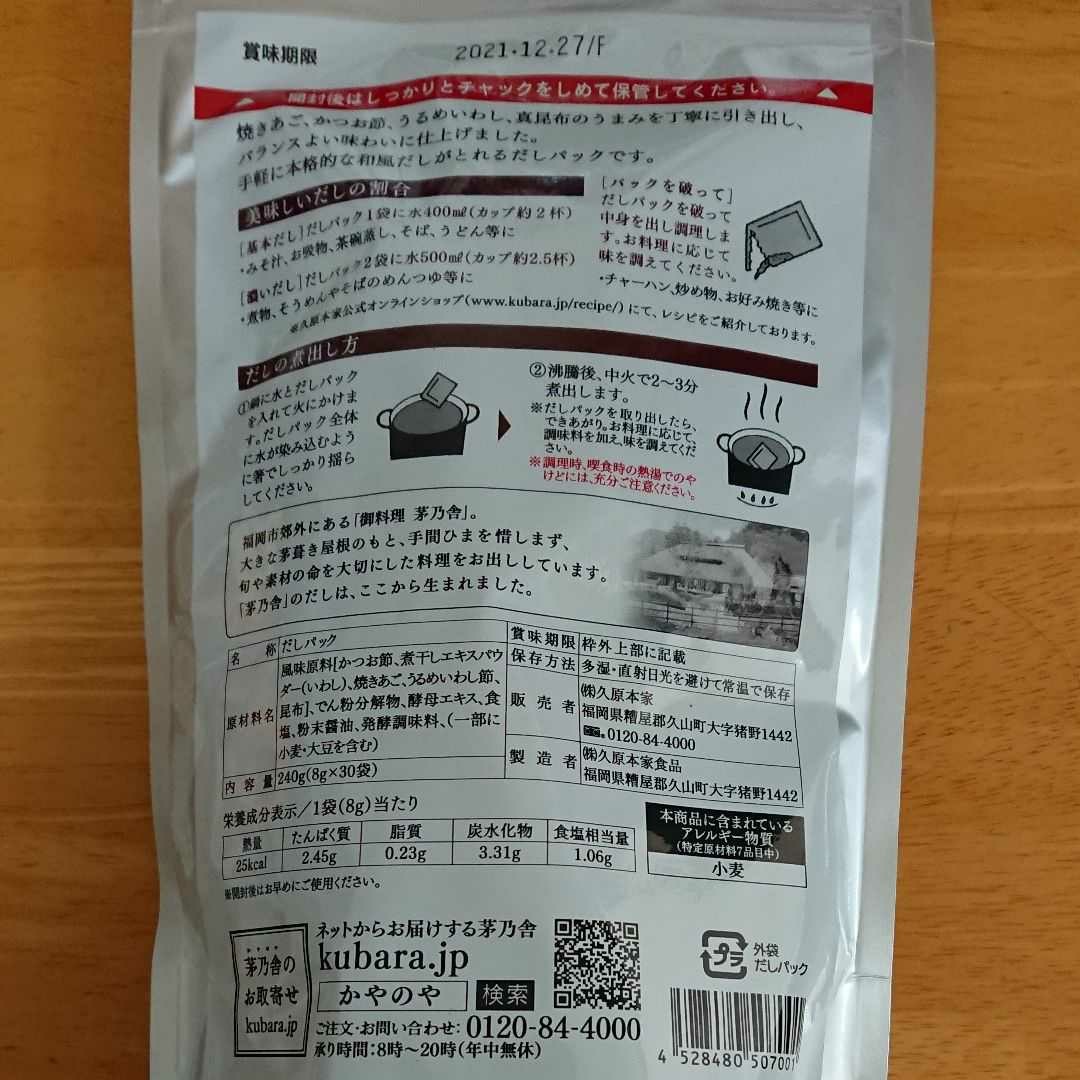 賞味期限 2021.12.27/F
開封後はしっかりとチャックをしめて保管してください。
焼きあご、かつお節、うるめいわし、真昆布のうまみを丁寧に引き出し、
バランスよい味わいに仕上げました。
手軽に本格的な和風だしがとれるだしパックです。
美味しいだしの割合
[基本だし]だしパック1袋に水400㎖(カップ約2杯)
・みそ汁、お吸物、茶碗蒸し、そば、うどん等に
[濃いだし]だしパック2袋に水500㎖(カップ約2.5杯)
・煮物、そうめんやそばのめんつゆ等に
[パックを破って]
だしパックを破って
中身を出し調理しま
す。お料理に応じて
味を調えてください。
・チャーハン、炒め物、お好み焼き等に
※久原本家公式オンラインショップ(www.kubara.jp/recipe/)にて、レシピをご紹介しております。
だしの煮出し方
①鍋に水とだしパック
を入れて火にかけま
す。だしパック全体
に水が染み込むよう
に箸でしっかり揺ら
してください。
②沸騰後、中火で2〜3分
煮出します。
※だしパックを取り出したら、
できあがり。お料理に応じて、
調味料を加え、味を調えてくだ
さい。
※調理時、喫食時の熱湯でのや
けどには、充分ご注意ください。
福岡市郊外にある「御料理 茅乃舎」。
大きな茅葺き屋根のもと、手間ひまを惜しまず、
旬や素材の命を大切にした料理をお出ししています。
「茅乃舎」のだしは、ここから生まれました。
名称 だしパック
原材料名 風味原料[かつお節、煮干しエキスパウ
ダー(いわし)、焼きあご、うるめいわし節、
昆布]、でん粉分解物、酵母エキス、食
塩、粉末醤油、発酵調味料、(一部に
小麦・大豆を含む)
内容量 240g(8g×30袋)
賞味期限 枠外上部に記載
保存方法 多湿・直射日光を避けて常温で保存
販売者 ㈱久原本家
福岡県糟屋郡久山町大字猪野1442
0120-84-4000
製造者 ㈱久原本家食品
福岡県糟屋郡久山町大字猪野1442
栄養成分表示/1袋(8g)当たり
熱量 たんぱく質 脂質 炭水化物 食塩相当量
25kcal 2.45g 0.23g 3.31g 1.06g
※開封後はお早めにご使用ください。
本商品に含まれている
アレルギー物質
(特定原材料7品目中)
小麦
かやのや
茅乃舎の
お取寄せ
kubara.jp
ネットからお届けする茅乃舎
kubara.jp
かやのや 検索
ご注文・お問い合わせ:0120-84-4000
承り時間:8時〜20時(年中無休)
プラ
外袋
だしパック
4 528480 507001